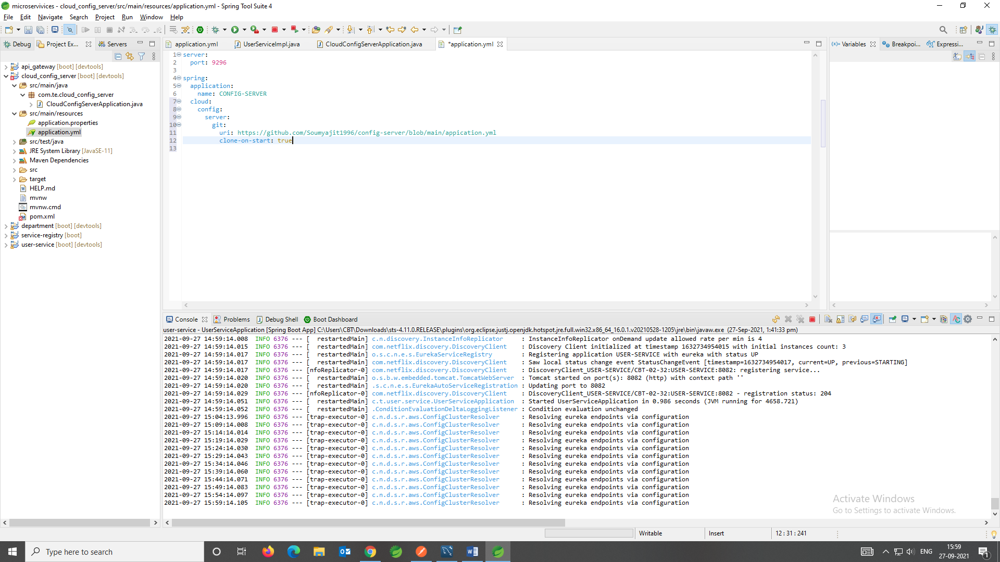 microservivices - cloud_config_server/src/main/resources/application.yml - Spring Tool Suite 4
File Edit Navigate Search Project Run Window Help
Debug Project Ex... Servers
api_gateway [boot] [devtools]
cloud_config_server [boot] [devtools]
src/main/java
com.te.cloud_config_server
CloudConfigServerApplication.java
src/main/resources
application.properties
application.yml
src/test/java
JRE System Library [JavaSE-11]
Maven Dependencies
src
target
HELP.md
mvnw
mvnw.cmd
pom.xml
department [boot] [devtools]
service-registry [boot]
user-service [boot] [devtools]
application.yml UserServiceImpl.java CloudConfigServerApplication.java *application.yml
1 server:
2 port: 9296
3
4 spring:
5 application:
6 name: CONFIG-SERVER
7 cloud:
8 config:
9 server:
10 git:
11 uri: https://github.com/Soumyajit1996/config-server/blob/main/appication.yml
12 clone-on-start: true
13
(x)= Variables Breakpoi... Expressi...
Console Problems Debug Shell Boot Dashboard
user-service - UserServiceApplication [Spring Boot App] C:\Users\CBT\Downloads\sts-4.11.0.RELEASE\plugins\org.eclipse.justj.openjdk.hotspot.jre.full.win32.x86_64_16.0.1.v20210528-1205\jre\bin\javaw.exe (27-Sep-2021, 1:41:33 pm)
2021-09-27 14:59:14.008 INFO 6376 --- [ restartedMain] c.n.discovery.InstanceInfoReplicator : InstanceInfoReplicator onDemand update allowed rate per min is 4
2021-09-27 14:59:14.015 INFO 6376 --- [ restartedMain] com.netflix.discovery.DiscoveryClient : Discovery Client initialized at timestamp 1632734954015 with initial instances count: 3
2021-09-27 14:59:14.017 INFO 6376 --- [ restartedMain] o.s.c.n.e.s.EurekaServiceRegistry : Registering application USER-SERVICE with eureka with status UP
2021-09-27 14:59:14.017 INFO 6376 --- [ restartedMain] com.netflix.discovery.DiscoveryClient : Saw local status change event StatusChangeEvent [timestamp=1632734954017, current=UP, previous=STARTING]
2021-09-27 14:59:14.017 INFO 6376 --- [nfoReplicator-0] com.netflix.discovery.DiscoveryClient : DiscoveryClient_USER-SERVICE/CBT-02-32:USER-SERVICE:8082: registering service...
2021-09-27 14:59:14.020 INFO 6376 --- [ restartedMain] o.s.b.w.embedded.tomcat.TomcatWebServer : Tomcat started on port(s): 8082 (http) with context path ''
2021-09-27 14:59:14.020 INFO 6376 --- [ restartedMain] .s.c.n.e.s.EurekaAutoServiceRegistration : Updating port to 8082
2021-09-27 14:59:14.029 INFO 6376 --- [nfoReplicator-0] com.netflix.discovery.DiscoveryClient : DiscoveryClient_USER-SERVICE/CBT-02-32:USER-SERVICE:8082 - registration status: 204
2021-09-27 14:59:14.051 INFO 6376 --- [ restartedMain] c.t.user.service.UserServiceApplication : Started UserServiceApplication in 0.986 seconds (JVM running for 4658.721)
2021-09-27 14:59:14.052 INFO 6376 --- [ restartedMain] .ConditionEvaluationDeltaLoggingListener : Condition evaluation unchanged
2021-09-27 15:04:13.996 INFO 6376 --- [trap-executor-0] c.n.d.s.r.aws.ConfigClusterResolver : Resolving eureka endpoints via configuration
2021-09-27 15:09:14.008 INFO 6376 --- [trap-executor-0] c.n.d.s.r.aws.ConfigClusterResolver : Resolving eureka endpoints via configuration
2021-09-27 15:14:14.014 INFO 6376 --- [trap-executor-0] c.n.d.s.r.aws.ConfigClusterResolver : Resolving eureka endpoints via configuration
2021-09-27 15:19:14.029 INFO 6376 --- [trap-executor-0] c.n.d.s.r.aws.ConfigClusterResolver : Resolving eureka endpoints via configuration
2021-09-27 15:24:14.030 INFO 6376 --- [trap-executor-0] c.n.d.s.r.aws.ConfigClusterResolver : Resolving eureka endpoints via configuration
2021-09-27 15:29:14.043 INFO 6376 --- [trap-executor-0] c.n.d.s.r.aws.ConfigClusterResolver : Resolving eureka endpoints via configuration
2021-09-27 15:34:14.046 INFO 6376 --- [trap-executor-0] c.n.d.s.r.aws.ConfigClusterResolver : Resolving eureka endpoints via configuration
2021-09-27 15:39:14.060 INFO 6376 --- [trap-executor-0] c.n.d.s.r.aws.ConfigClusterResolver : Resolving eureka endpoints via configuration
2021-09-27 15:44:14.071 INFO 6376 --- [trap-executor-0] c.n.d.s.r.aws.ConfigClusterResolver : Resolving eureka endpoints via configuration
2021-09-27 15:49:14.083 INFO 6376 --- [trap-executor-0] c.n.d.s.r.aws.ConfigClusterResolver : Resolving eureka endpoints via configuration
2021-09-27 15:54:14.097 INFO 6376 --- [trap-executor-0] c.n.d.s.r.aws.ConfigClusterResolver : Resolving eureka endpoints via configuration
2021-09-27 15:59:14.105 INFO 6376 --- [trap-executor-0] c.n.d.s.r.aws.ConfigClusterResolver : Resolving eureka endpoints via configuration
Activate Windows
Go to Settings to activate Windows.
Writable Insert 12 : 31 : 241
Type here to search
ENG
15:59
27-09-2021
1